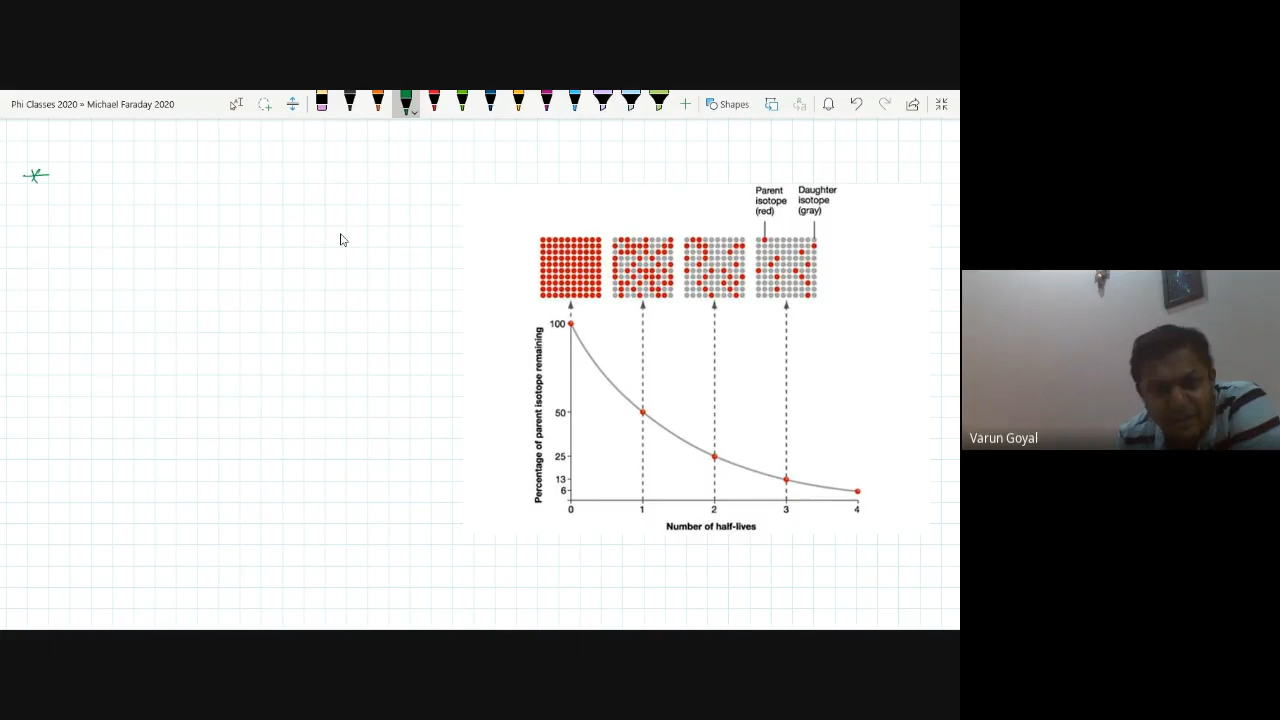 Phi Classes 2020 » Michael Faraday 2020
Shapes
Parent isotope (red)
Daughter isotope (gray)
100
50
25
13
6
Percentage of parent isotope remaining
0 1 2 3 4
Number of half-lives
Varun Goyal